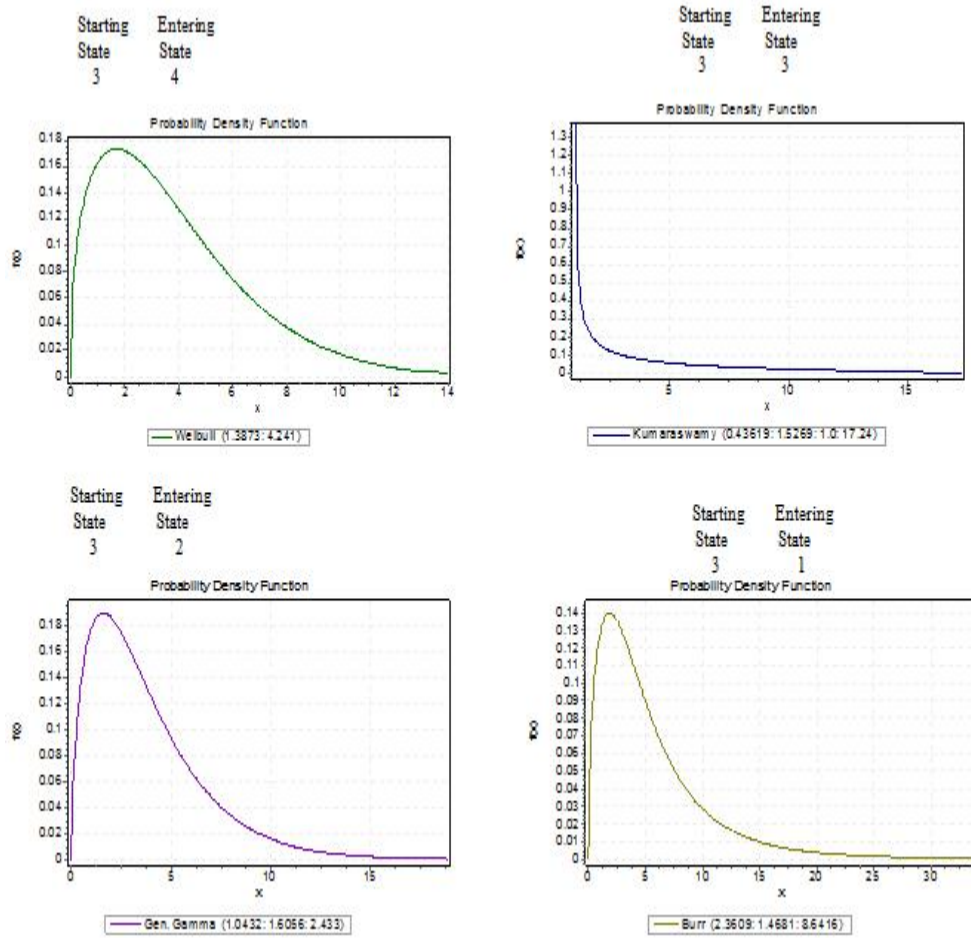 Starting Entering
State State
3 4
Probability Density Function
0.18
0.16
0.14
0.12
0.1
0.08
0.06
0.04
0.02
0
f(x)
0 2 4 6 8 10 12 14
x
Weibull (1.3873; 4.241)
Starting Entering
State State
3 3
Probability Density Function
1.3
1.2
1.1
1
0.9
0.8
0.7
0.6
0.5
0.4
0.3
0.2
0.1
0
f(x)
5 10 15
x
Kumaraswamy (0.43619; 1.5269; 1.0; 17.24)
Starting Entering
State State
3 2
Probability Density Function
0.18
0.16
0.14
0.12
0.1
0.08
0.06
0.04
0.02
0
f(x)
0 5 10 15
x
Gen. Gamma (1.0432; 1.6056; 2.433)
Starting Entering
State State
3 1
Probability Density Function
0.14
0.13
0.12
0.11
0.1
0.09
0.08
0.07
0.06
0.05
0.04
0.03
0.02
0.01
0
f(x)
0 5 10 15 20 25 30
x
Burr (2.3609; 1.4681; 8.6416)